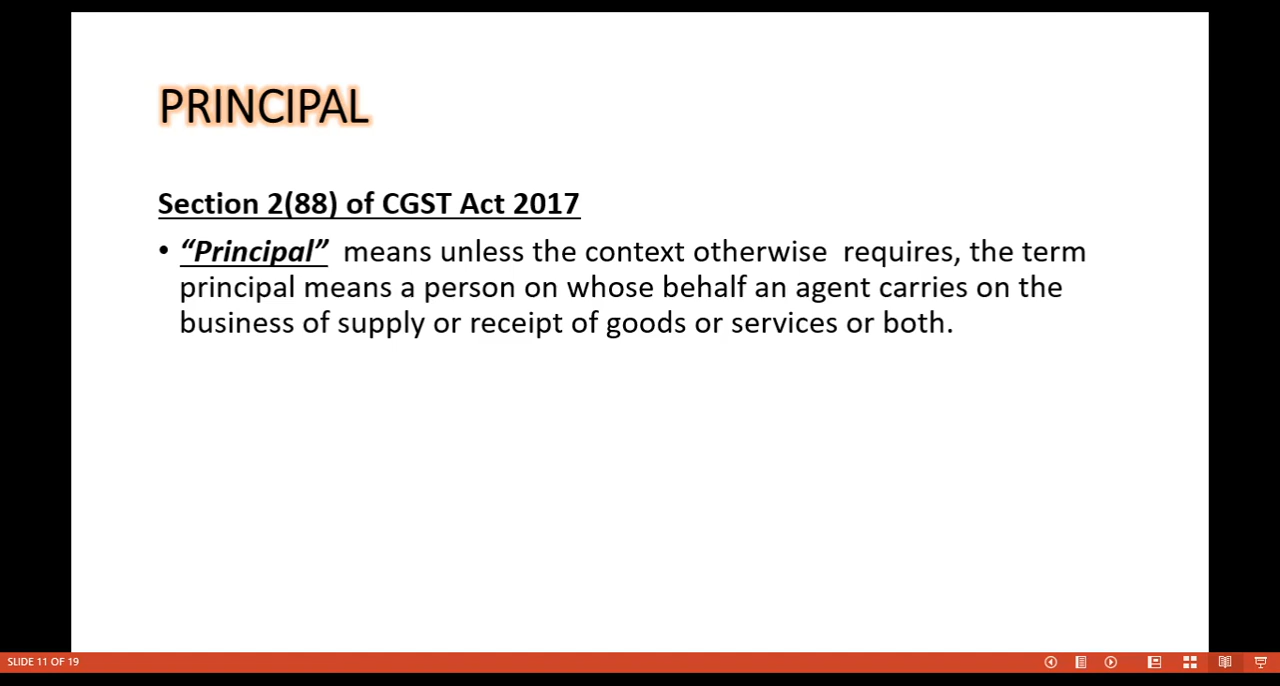 PRINCIPAL
Section 2(88) of CGST Act 2017
• “Principal” means unless the context otherwise requires, the term
principal means a person on whose behalf an agent carries on the
business of supply or receipt of goods or services or both.
SLIDE 11 OF 19